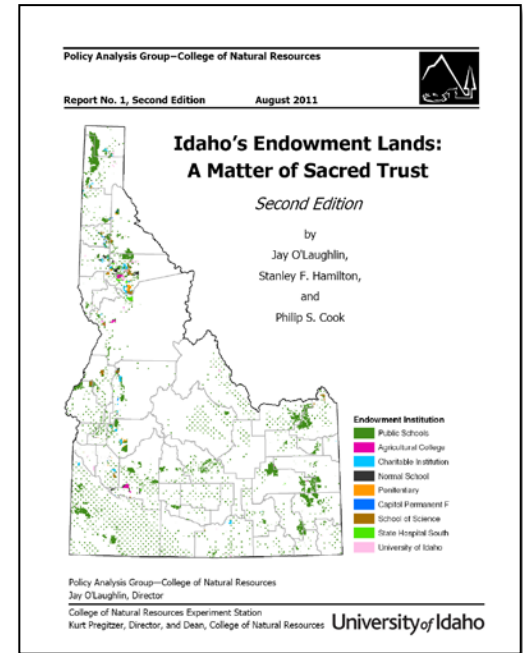 Policy Analysis Group–College of Natural Resources
Report No. 1, Second Edition August 2011
Idaho's Endowment Lands:
A Matter of Sacred Trust
Second Edition
by
Jay O'Laughlin,
Stanley F. Hamilton,
and
Philip S. Cook
Endowment Institution
Public Schools
Agricultural College
Charitable Institution
Normal School
Penitentiary
Capitol Permanent F
School of Science
State Hospital South
University of Idaho
Policy Analysis Group—College of Natural Resources
Jay O'Laughlin, Director
College of Natural Resources Experiment Station
Kurt Pregitzer, Director, and Dean, College of Natural Resources
University of Idaho